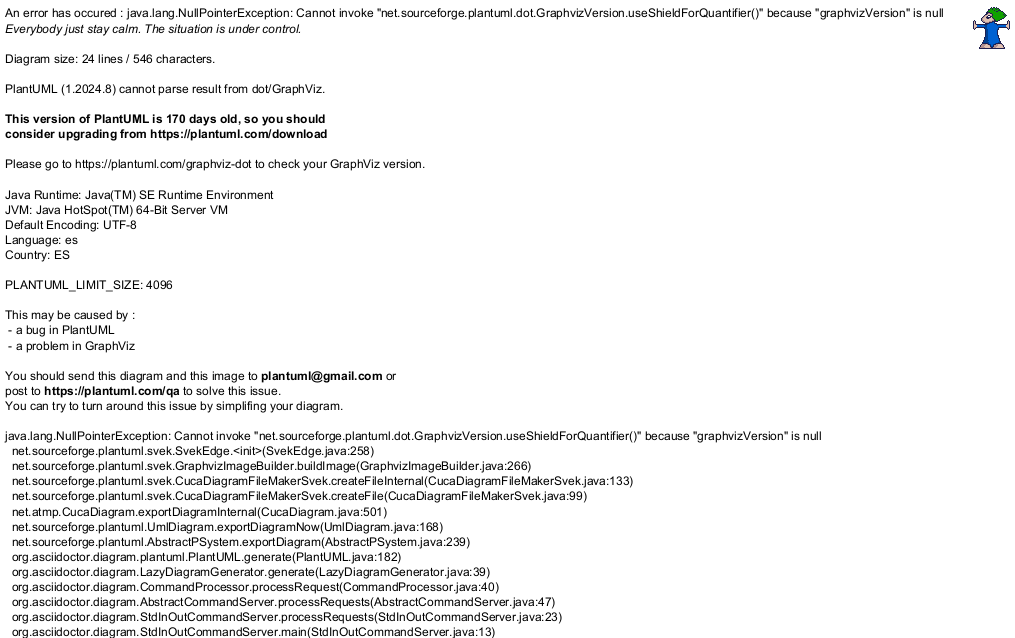 An error has occured : java.lang.NullPointerException: Cannot invoke "net.sourceforge.plantuml.dot.GraphvizVersion.useShieldForQuantifier()" because "graphvizVersion" is null
Everybody just stay calm. The situation is under control.
Diagram size: 24 lines / 546 characters.
PlantUML (1.2024.8) cannot parse result from dot/GraphViz.
This version of PlantUML is 170 days old, so you should
consider upgrading from https://plantuml.com/download
Please go to https://plantuml.com/graphviz-dot to check your GraphViz version.
Java Runtime: Java(TM) SE Runtime Environment
JVM: Java HotSpot(TM) 64-Bit Server VM
Default Encoding: UTF-8
Language: es
Country: ES
PLANTUML_LIMIT_SIZE: 4096
This may be caused by :
- a bug in PlantUML
- a problem in GraphViz
You should send this diagram and this image to plantuml@gmail.com or
post to https://plantuml.com/qa to solve this issue.
You can try to turn around this issue by simplifing your diagram.
java.lang.NullPointerException: Cannot invoke "net.sourceforge.plantuml.dot.GraphvizVersion.useShieldForQuantifier()" because "graphvizVersion" is null
net.sourceforge.plantuml.svek.SvekEdge.<init>(SvekEdge.java:258)
net.sourceforge.plantuml.svek.GraphvizImageBuilder.buildImage(GraphvizImageBuilder.java:266)
net.sourceforge.plantuml.svek.CucaDiagramFileMakerSvek.createFileInternal(CucaDiagramFileMakerSvek.java:133)
net.sourceforge.plantuml.svek.CucaDiagramFileMakerSvek.createFile(CucaDiagramFileMakerSvek.java:99)
net.atmp.CucaDiagram.exportDiagramInternal(CucaDiagram.java:501)
net.sourceforge.plantuml.UmlDiagram.exportDiagramNow(UmlDiagram.java:168)
net.sourceforge.plantuml.AbstractPSystem.exportDiagram(AbstractPSystem.java:239)
org.asciidoctor.diagram.plantuml.PlantUML.generate(PlantUML.java:182)
org.asciidoctor.diagram.LazyDiagramGenerator.generate(LazyDiagramGenerator.java:39)
org.asciidoctor.diagram.CommandProcessor.processRequest(CommandProcessor.java:40)
org.asciidoctor.diagram.AbstractCommandServer.processRequests(AbstractCommandServer.java:47)
org.asciidoctor.diagram.StdInOutCommandServer.processRequests(StdInOutCommandServer.java:23)
org.asciidoctor.diagram.StdInOutCommandServer.main(StdInOutCommandServer.java:13)